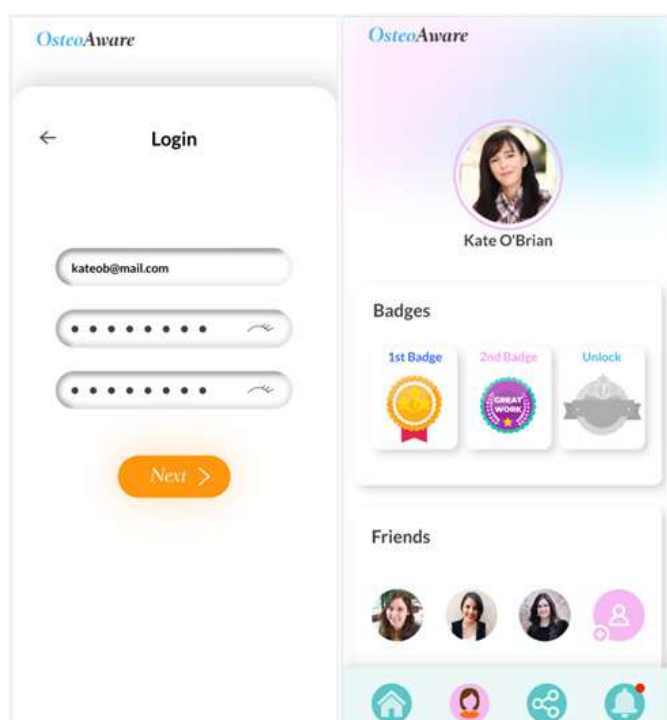 OsteoAware
Login
kateob@mail.com
Next
OsteoAware
Kate O'Brian
Badges
1st Badge
2nd Badge
Unlock
GREAT
WORK
Friends